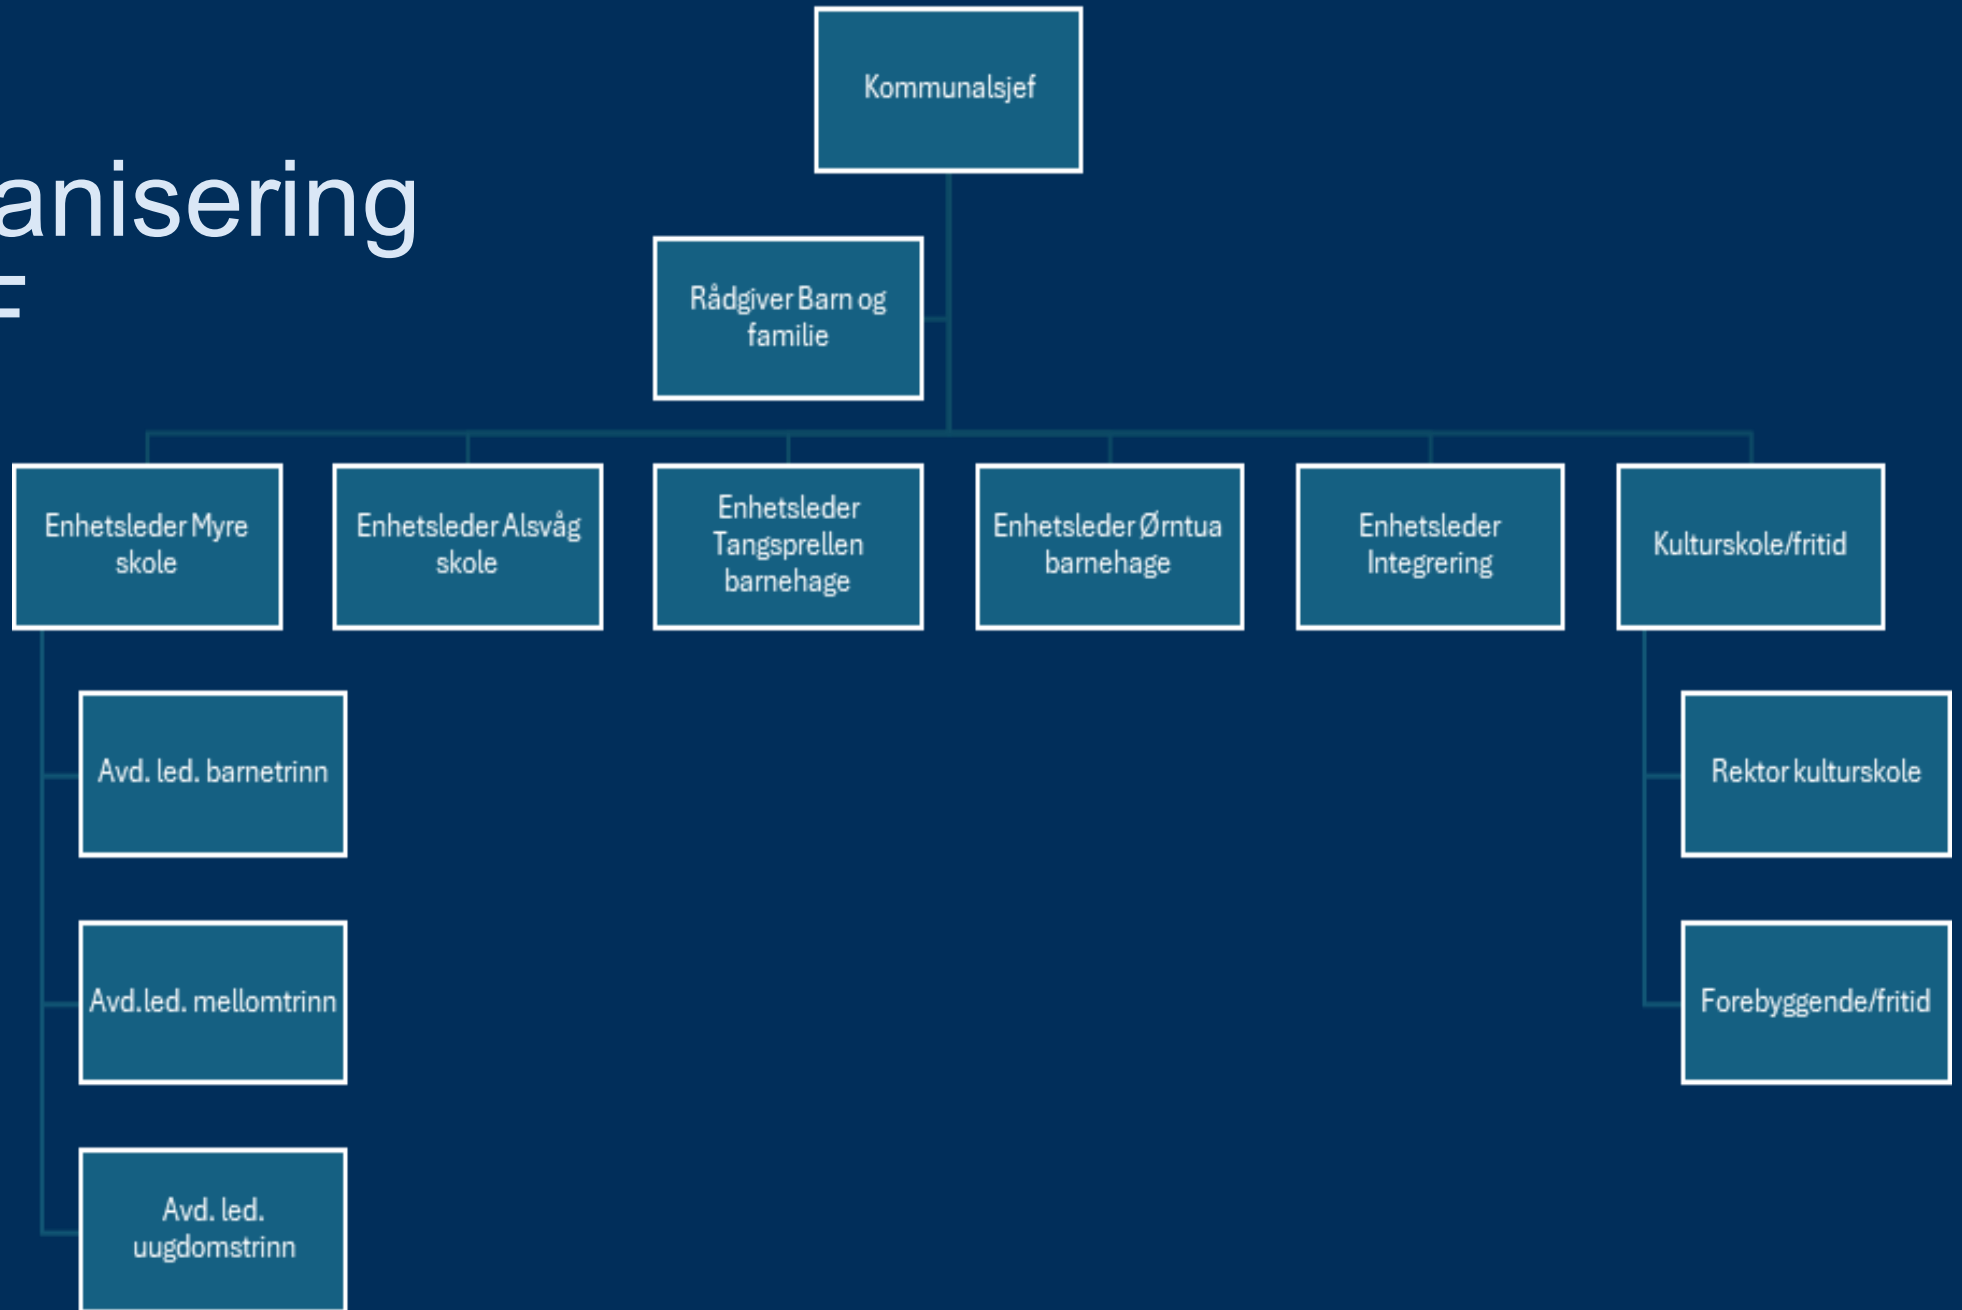 anisering
Kommunalsjef
Rådgiver Barn og
familie
Enhetsleder Myre
skole
Enhetsleder Alsvåg
skole
Enhetsleder
Tangsprellen
barnehage
Enhetsleder Ørntua
barnehage
Enhetsleder
Integrering
Kulturskole/fritid
Avd. led. barnetrinn
Avd.led. mellomtrinn
Avd. led.
uugdomstrinn
Rektor kulturskole
Forebyggende/fritid